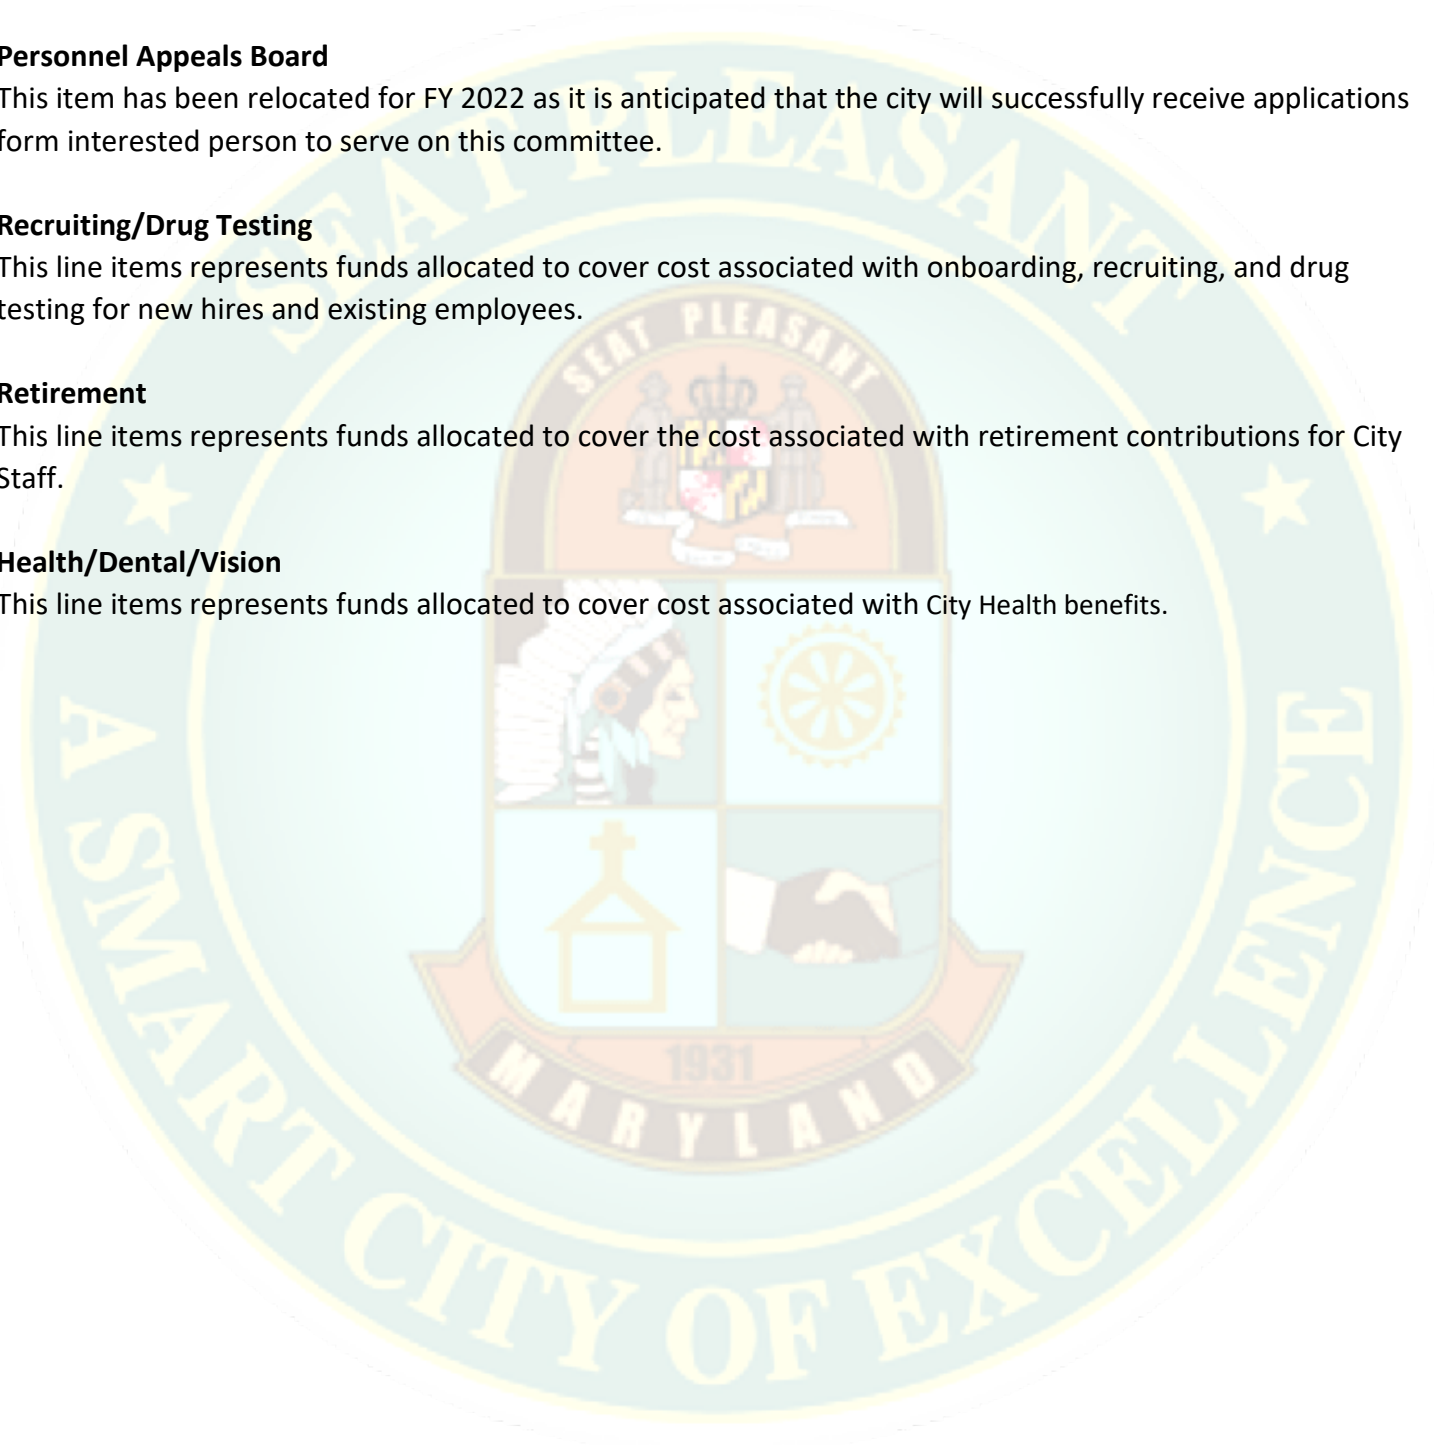 Personnel Appeals Board
This item has been relocated for FY 2022 as it is anticipated that the city will successfully receive applications
form interested person to serve on this committee.
Recruiting/Drug Testing
This line items represents funds allocated to cover cost associated with onboarding, recruiting, and drug
testing for new hires and existing employees.
Retirement
This line items represents funds allocated to cover the cost associated with retirement contributions for City
Staff.
Health/Dental/Vision
This line items represents funds allocated to cover cost associated with City Health benefits.
SEAT PLEASANT
SEAT PLEASANT
1931
MARYLAND
A SMART CITY OF EXCELLENCE